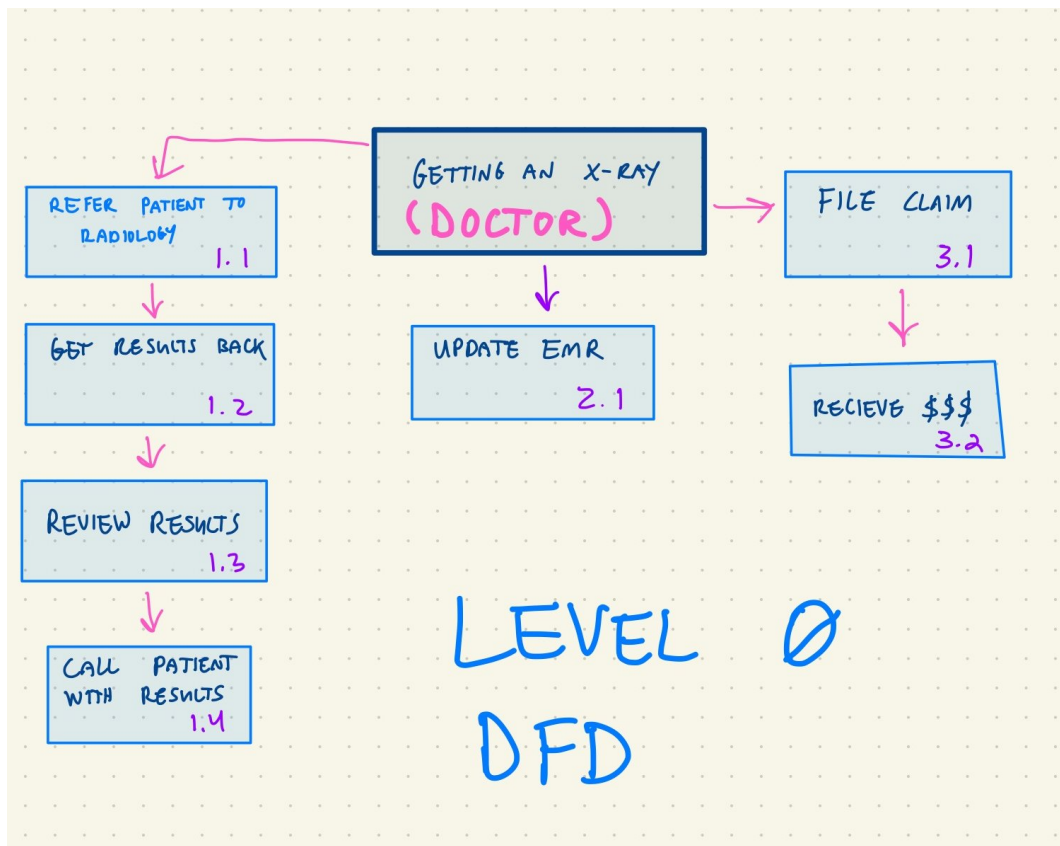 GETTING AN X-RAY
(DOCTOR)
REFER PATIENT TO
RADIOLOGY
1.1
GET RESULTS BACK
1.2
REVIEW RESULTS
1.3
CALL PATIENT
WITH RESULTS
1.4
UPDATE EMR
2.1
FILE CLAIM
3.1
RECIEVE $$$
3.2
LEVEL 0
DFD